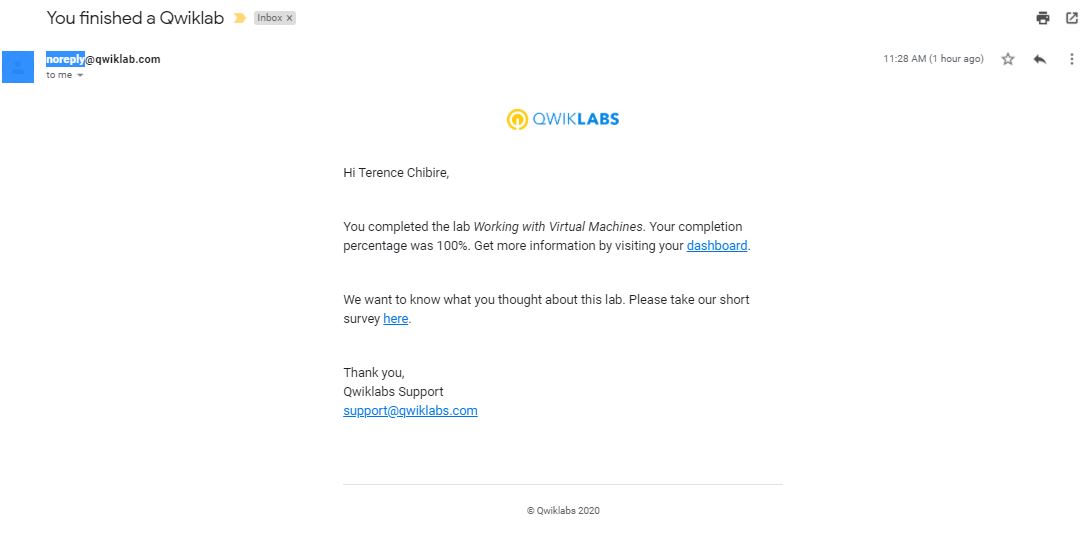 You finished a Qwiklab Inbox x
noreply@qwiklab.com 11:28 AM (1 hour ago)
to me
QWIKLABS
Hi Terence Chibire,
You completed the lab Working with Virtual Machines. Your completion
percentage was 100%. Get more information by visiting your dashboard.
We want to know what you thought about this lab. Please take our short
survey here.
Thank you,
Qwiklabs Support
support@qwiklabs.com
© Qwiklabs 2020